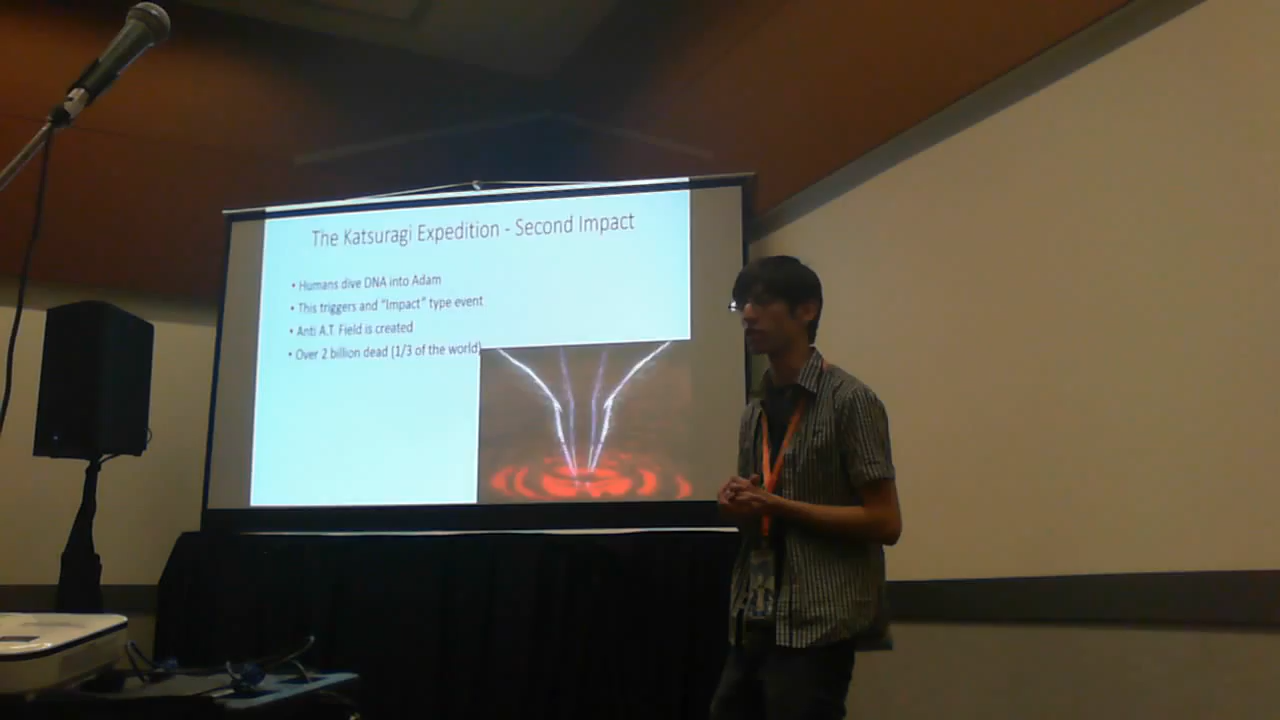 The Katsuragi Expedition - Second Impact
• Humans dive DNA into Adam
• This triggers and "Impact" type event
• Anti A.T. Field is created
• Over 2 billion dead (1/3 of the world)